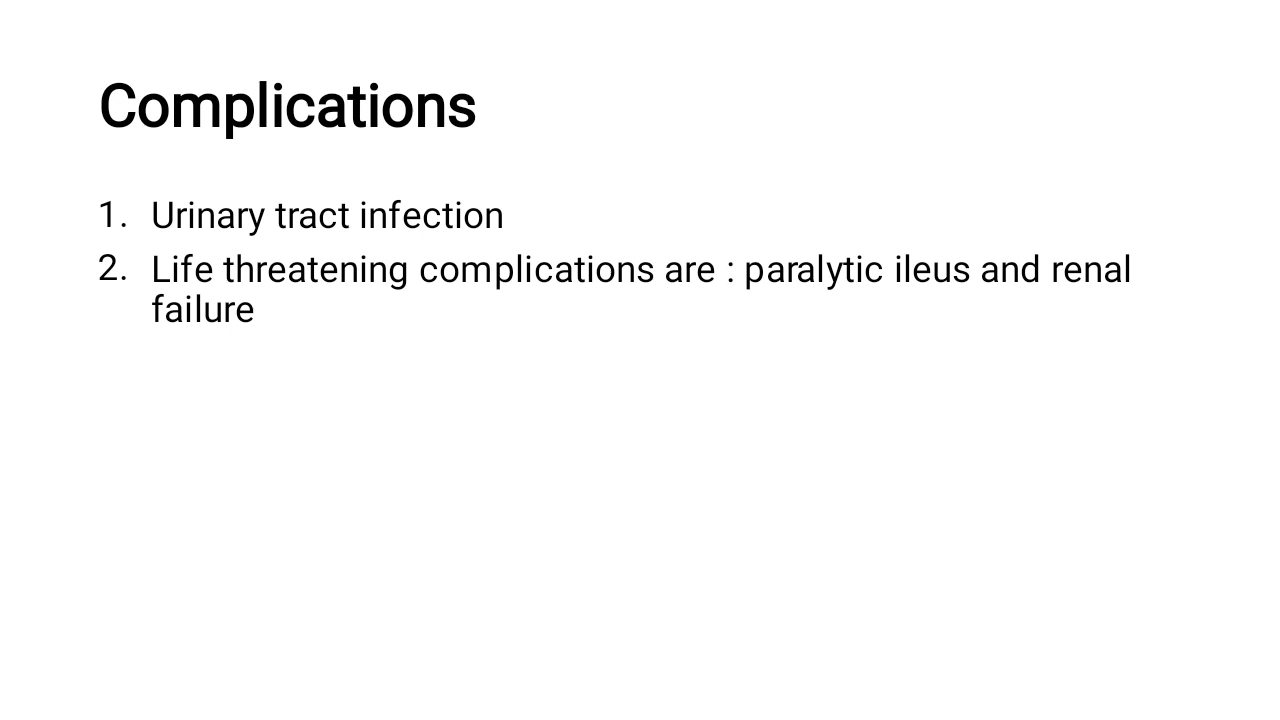 Complications
1. Urinary tract infection
2. Life threatening complications are : paralytic ileus and renal
failure